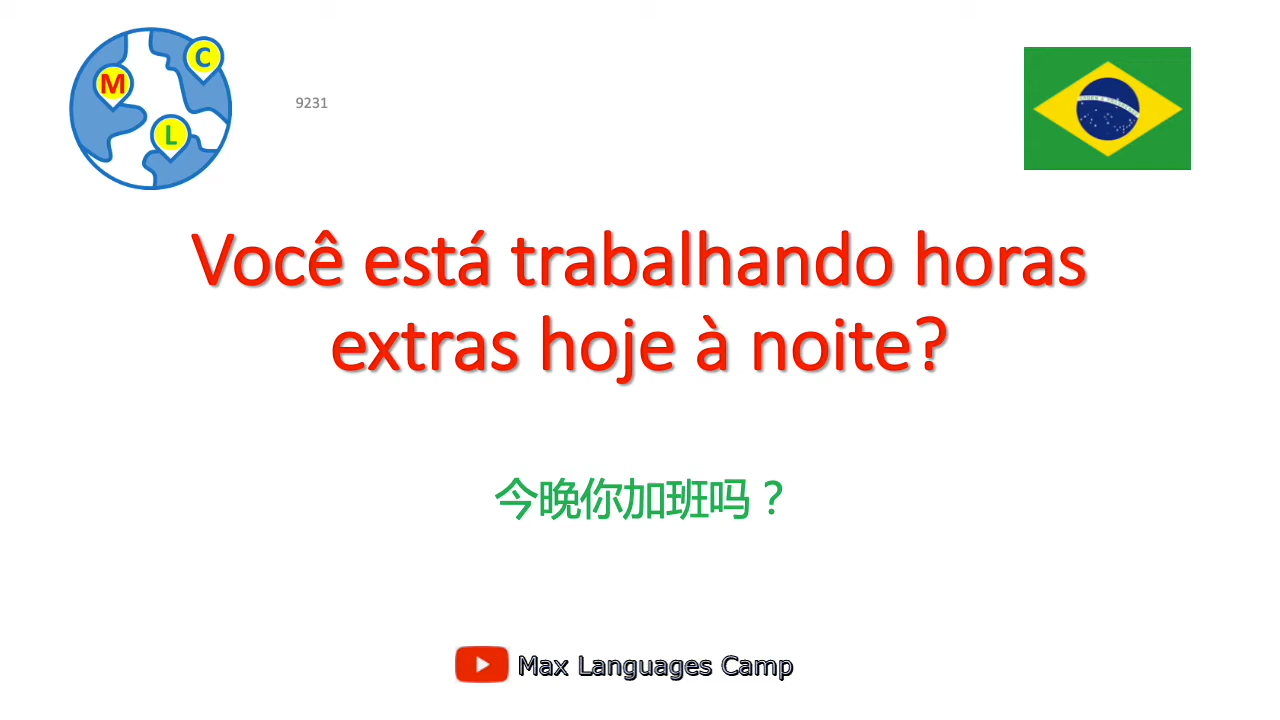 M
C
L
9231
Você está trabalhando horas
extras hoje à noite?
今晚你加班吗？
Max Languages Camp